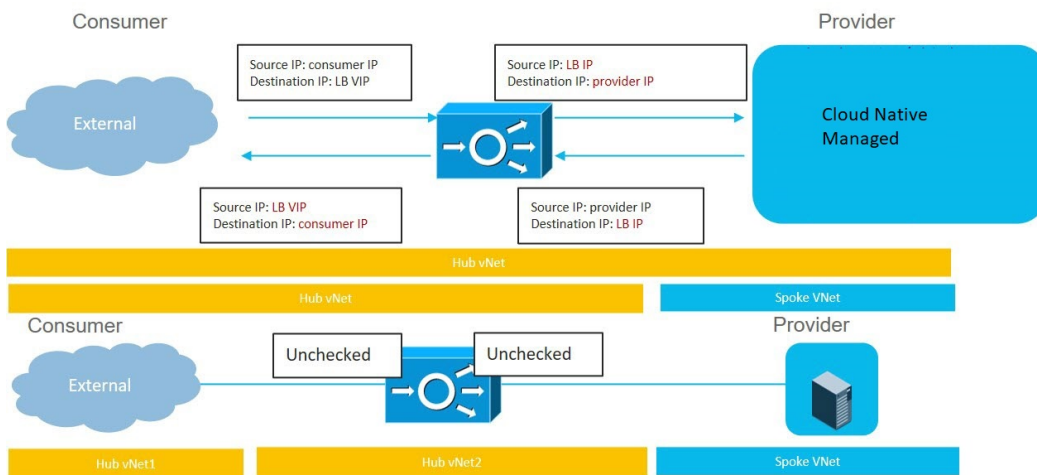 Consumer
Provider
Source IP: consumer IP
Destination IP: LB VIP
Source IP: LB IP
Destination IP: provider IP
External
Cloud Native
Managed
Source IP: LB VIP
Destination IP: consumer IP
Source IP: provider IP
Destination IP: LB IP
Hub vNet
Hub vNet
Spoke VNet
Consumer
Provider
Unchecked
Unchecked
External
Hub vNet1
Hub vNet2
Spoke VNet